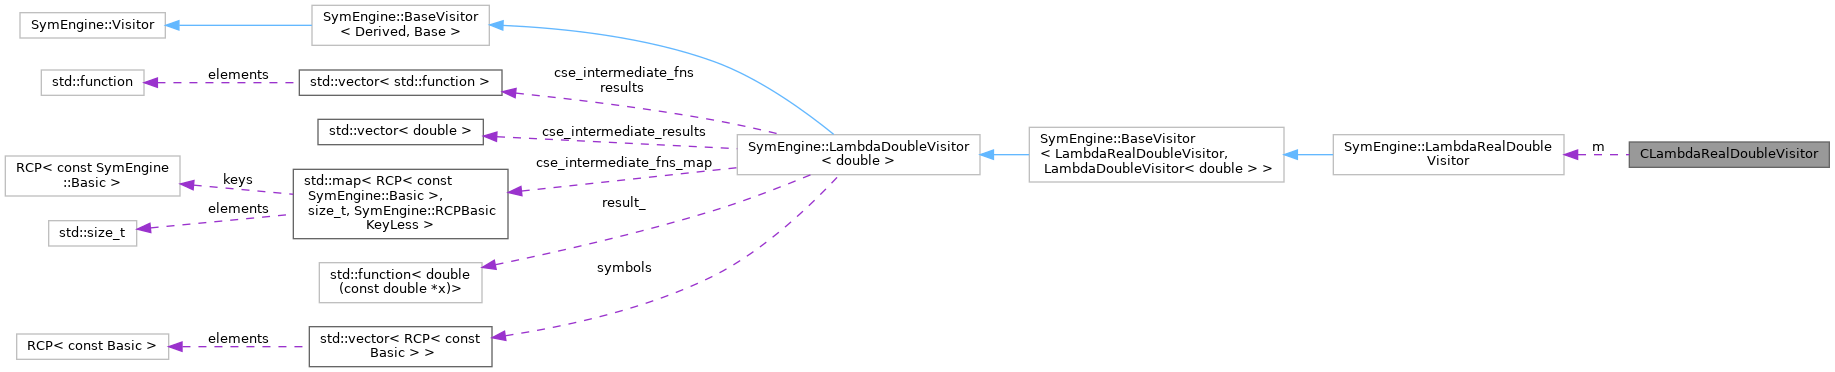 SymEngine::Visitor
SymEngine::BaseVisitor
< Derived, Base >
std::function
elements
std::vector< std::function >
cse_intermediate_fns
results
std::vector< double >
cse_intermediate_results
RCP< const SymEngine
::Basic >
keys
elements
std::size_t
std::map< RCP< const
SymEngine::Basic >,
size_t, SymEngine::RCPBasic
KeyLess >
cse_intermediate_fns_map
result_
std::function< double
(const double *x)>
symbols
RCP< const Basic >
elements
std::vector< RCP< const
Basic > >
SymEngine::LambdaDoubleVisitor
< double >
SymEngine::BaseVisitor
< LambdaRealDoubleVisitor,
LambdaDoubleVisitor< double > >
SymEngine::LambdaRealDouble
Visitor
m
CLambdaRealDoubleVisitor